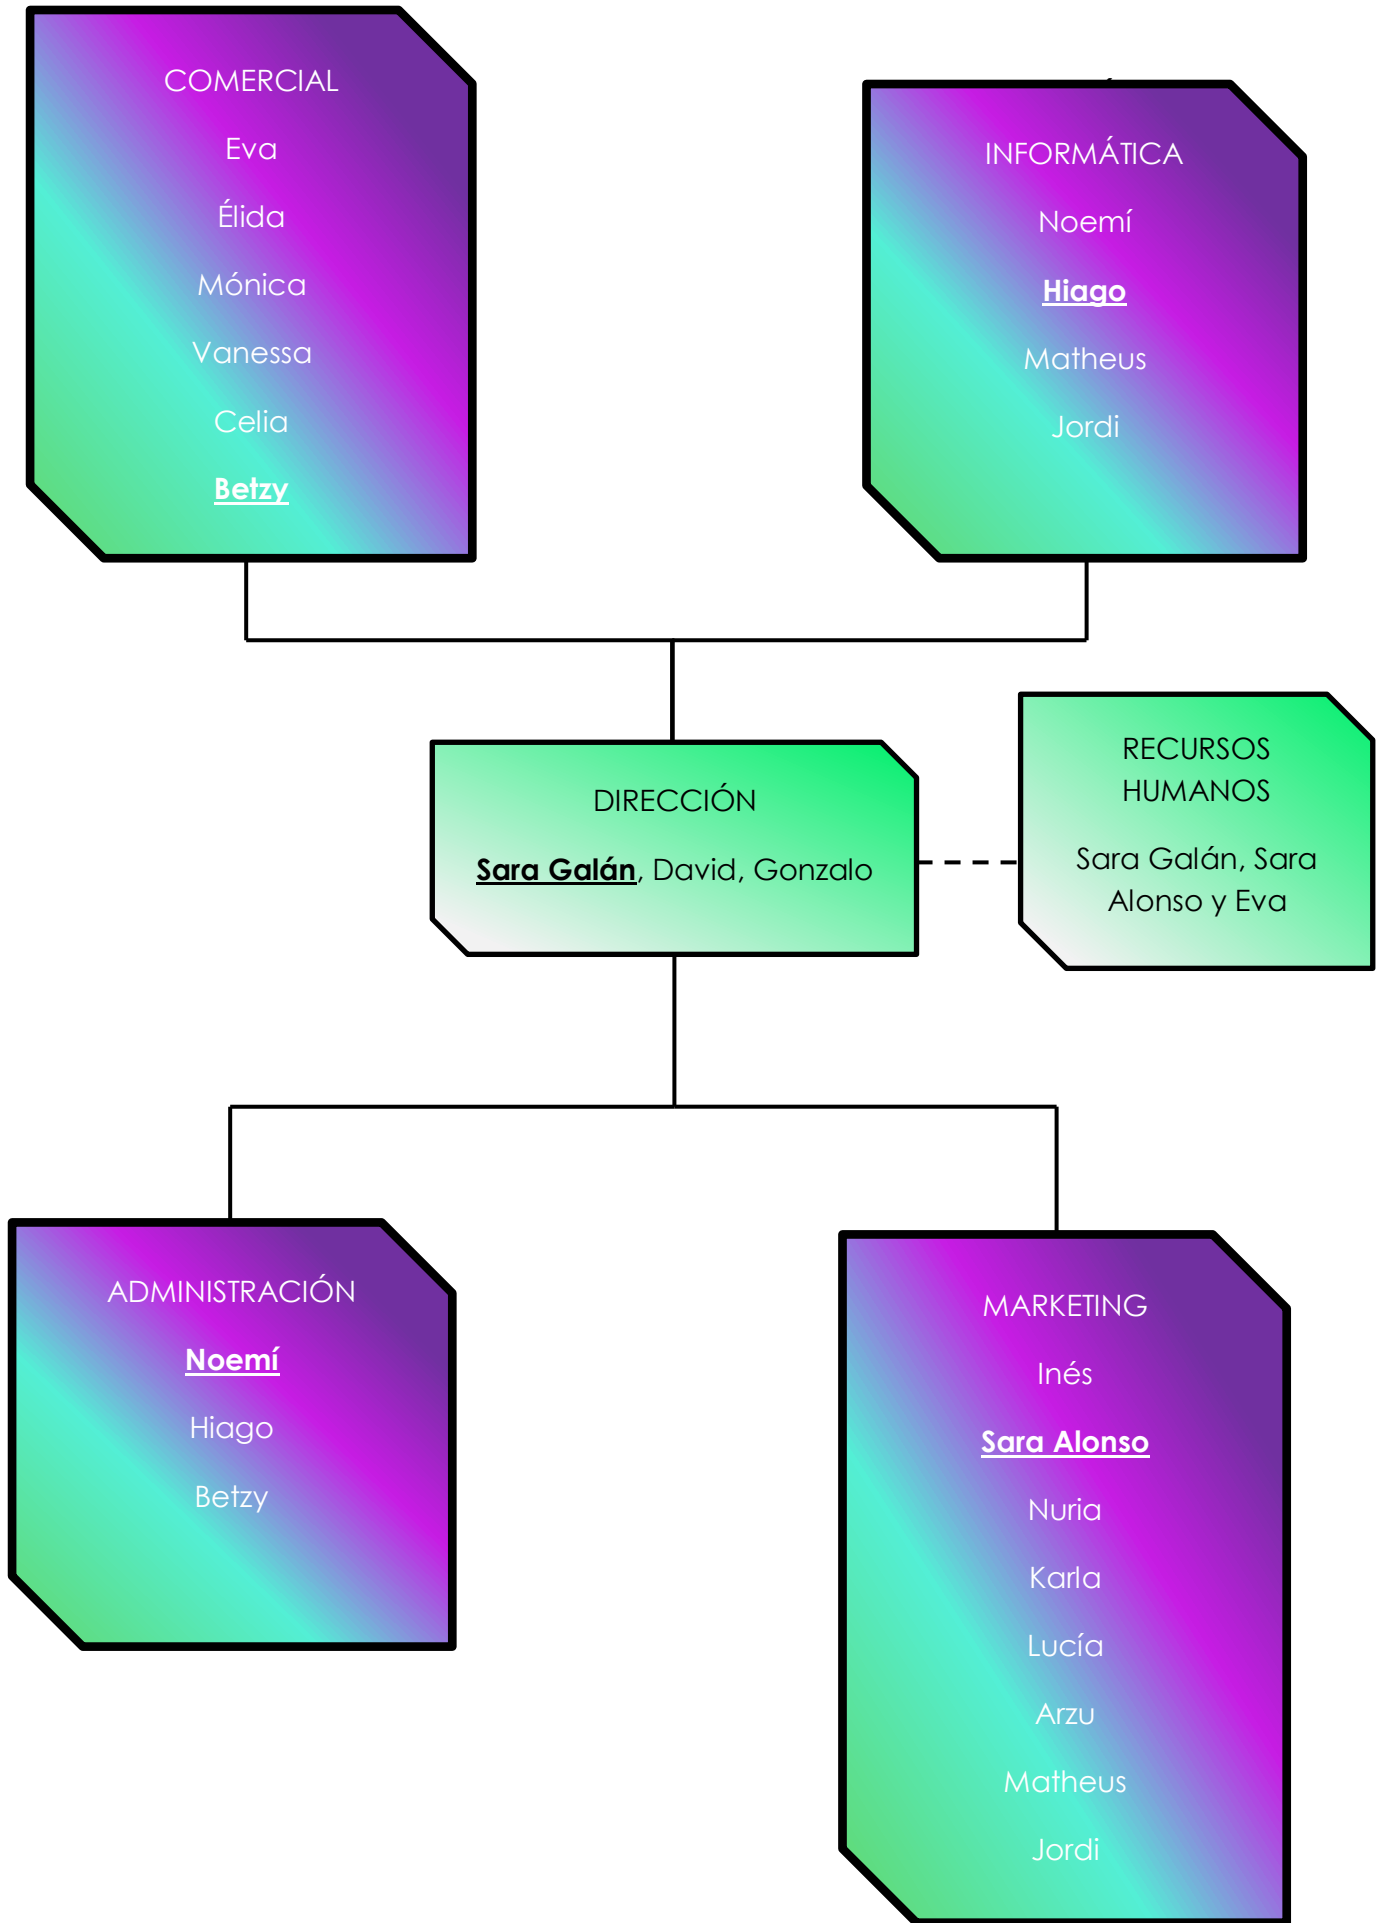 COMERCIAL
Eva
Élida
Mónica
Vanessa
Celia
Betzy
INFORMÁTICA
Noemí
Hiago
Matheus
Jordi
DIRECCIÓN
Sara Galán, David, Gonzalo
RECURSOS
HUMANOS
Sara Galán, Sara
Alonso y Eva
ADMINISTRACIÓN
Noemí
Hiago
Betzy
MARKETING
Inés
Sara Alonso
Nuria
Karla
Lucía
Arzu
Matheus
Jordi